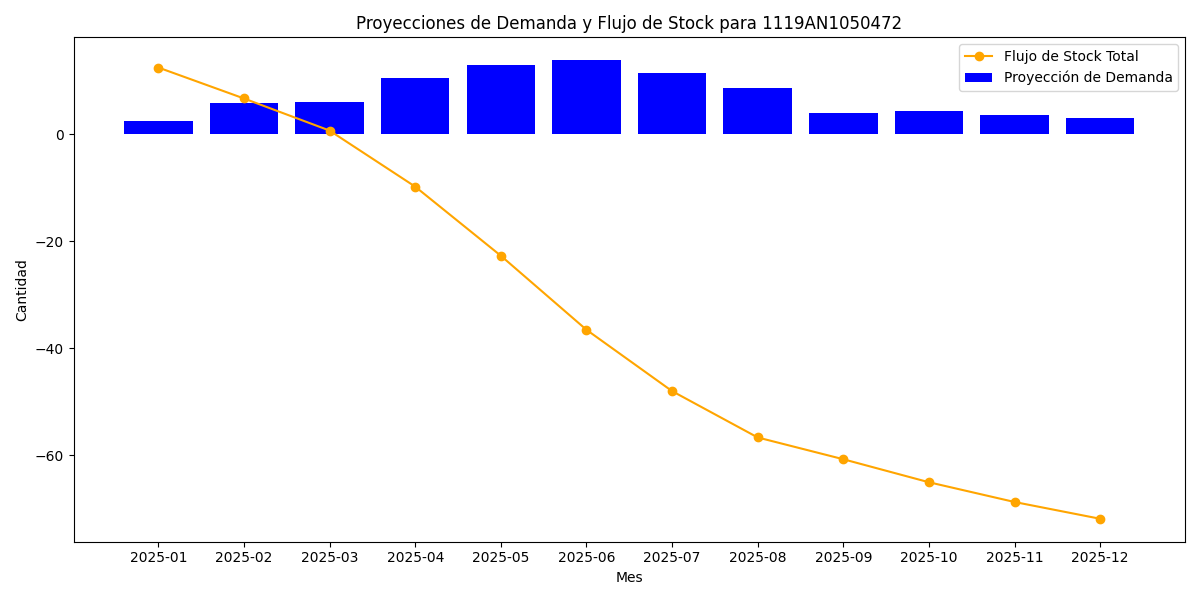 Proyecciones de Demanda y Flujo de Stock para 1119AN1050472
Flujo de Stock Total
Proyección de Demanda
Cantidad
0
−20
−40
−60
2025-01 2025-02 2025-03 2025-04 2025-05 2025-06 2025-07 2025-08 2025-09 2025-10 2025-11 2025-12
Mes